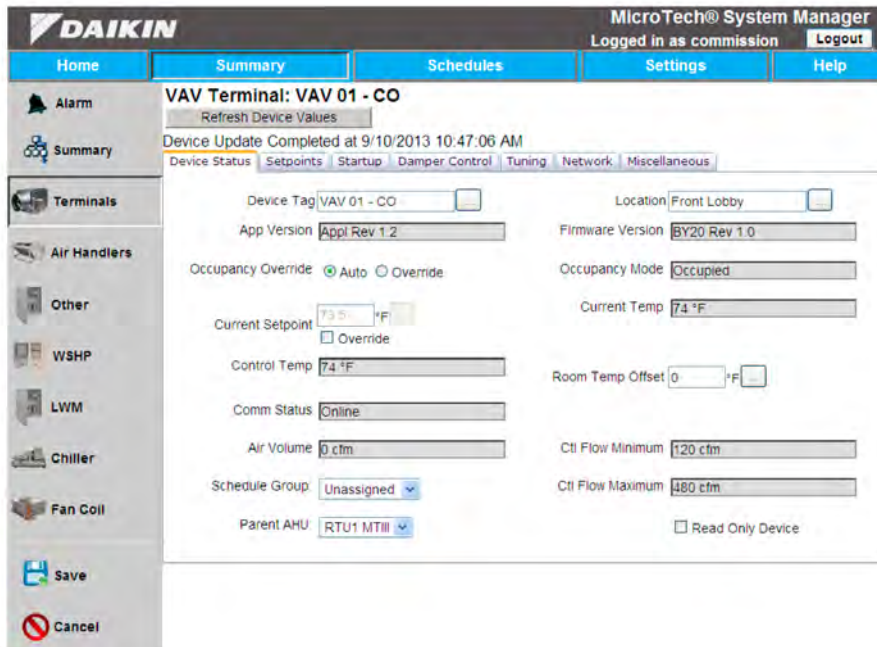 DAIKIN
MicroTech® System Manager
Logged in as commission Logout
Home Summary Schedules Settings Help
Alarm
Summary
Terminals
Air Handlers
Other
WSHP
LWM
Chiller
Fan Coil
Save
Cancel
VAV Terminal: VAV 01 - CO
Refresh Device Values
Device Update Completed at 9/10/2013 10:47:06 AM
Device Status Setpoints Startup Damper Control Tuning Network Miscellaneous
Device Tag VAV 01 - CO ... Location Front Lobby ...
App Version Appl Rev 1.2 Firmware Version BY20 Rev 1.0
Occupancy Override Auto Override Occupancy Mode Occupied
Current Setpoint 73.5 °F Current Temp 74 °F
Override
Control Temp 74 °F Room Temp Offset 0 °F ...
Comm Status Online
Air Volume 0 cfm Ctl Flow Minimum 120 cfm
Schedule Group Unassigned Ctl Flow Maximum 480 cfm
Parent AHU RTU1 MTIII Read Only Device